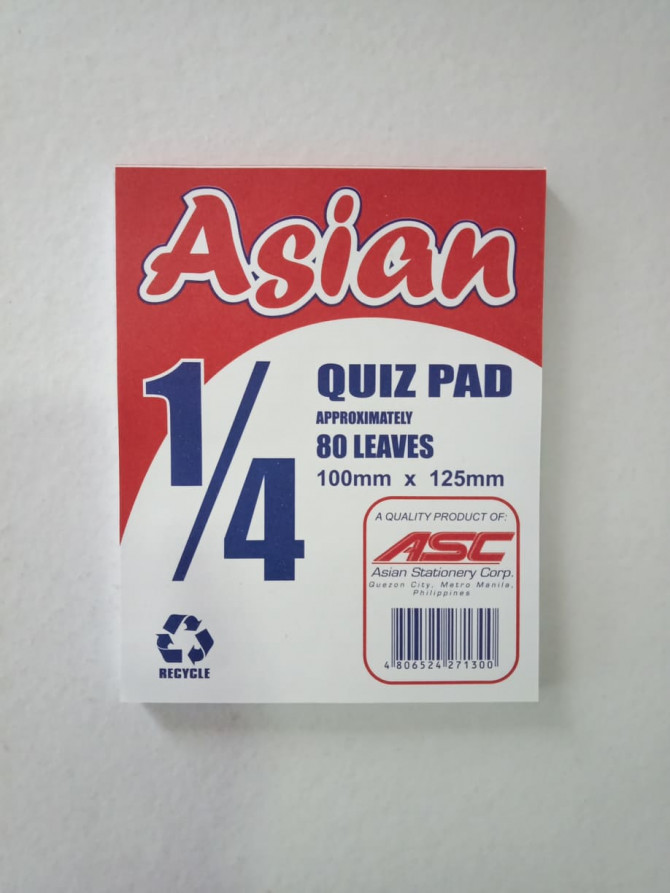 Asian
1/4
QUIZ PAD
APPROXIMATELY
80 LEAVES
100mm x 125mm
A QUALITY PRODUCT OF:
ASC
Asian Stationery Corp.
Quezon City, Metro Manila,
Philippines
4 806524 271300
RECYCLE